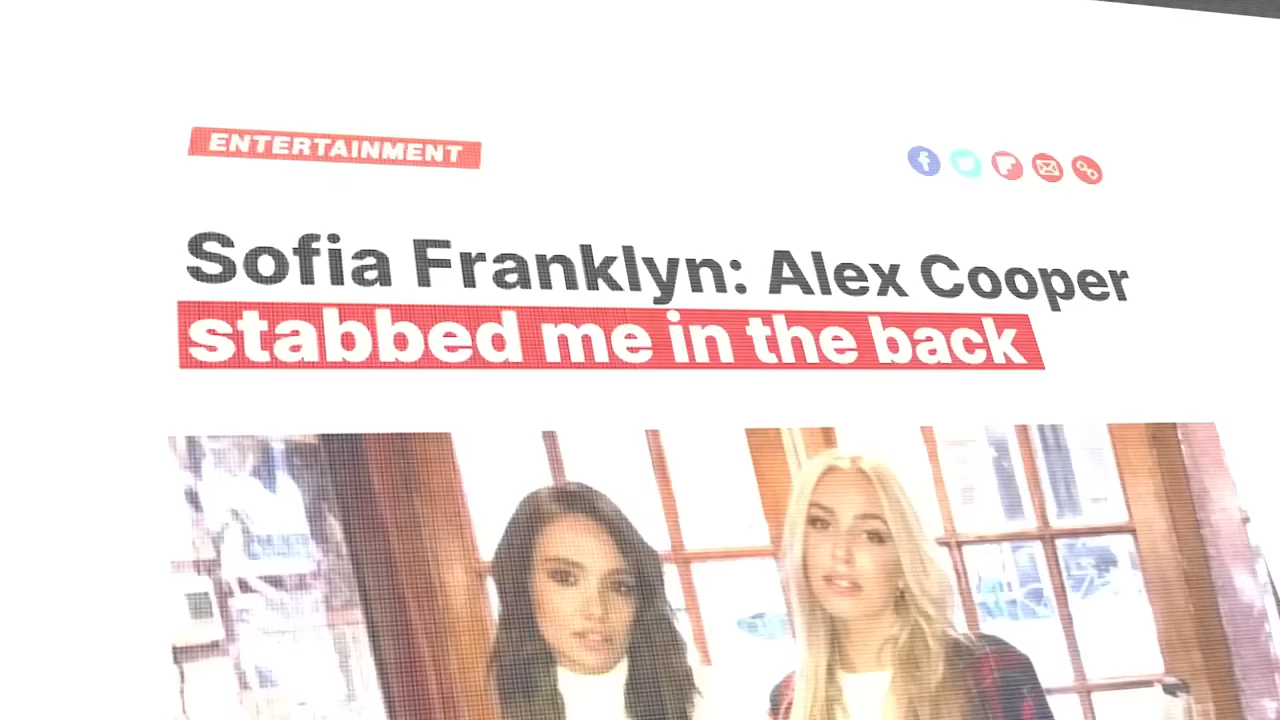 ENTERTAINMENT
Sofia Franklyn: Alex Cooper
stabbed me in the back